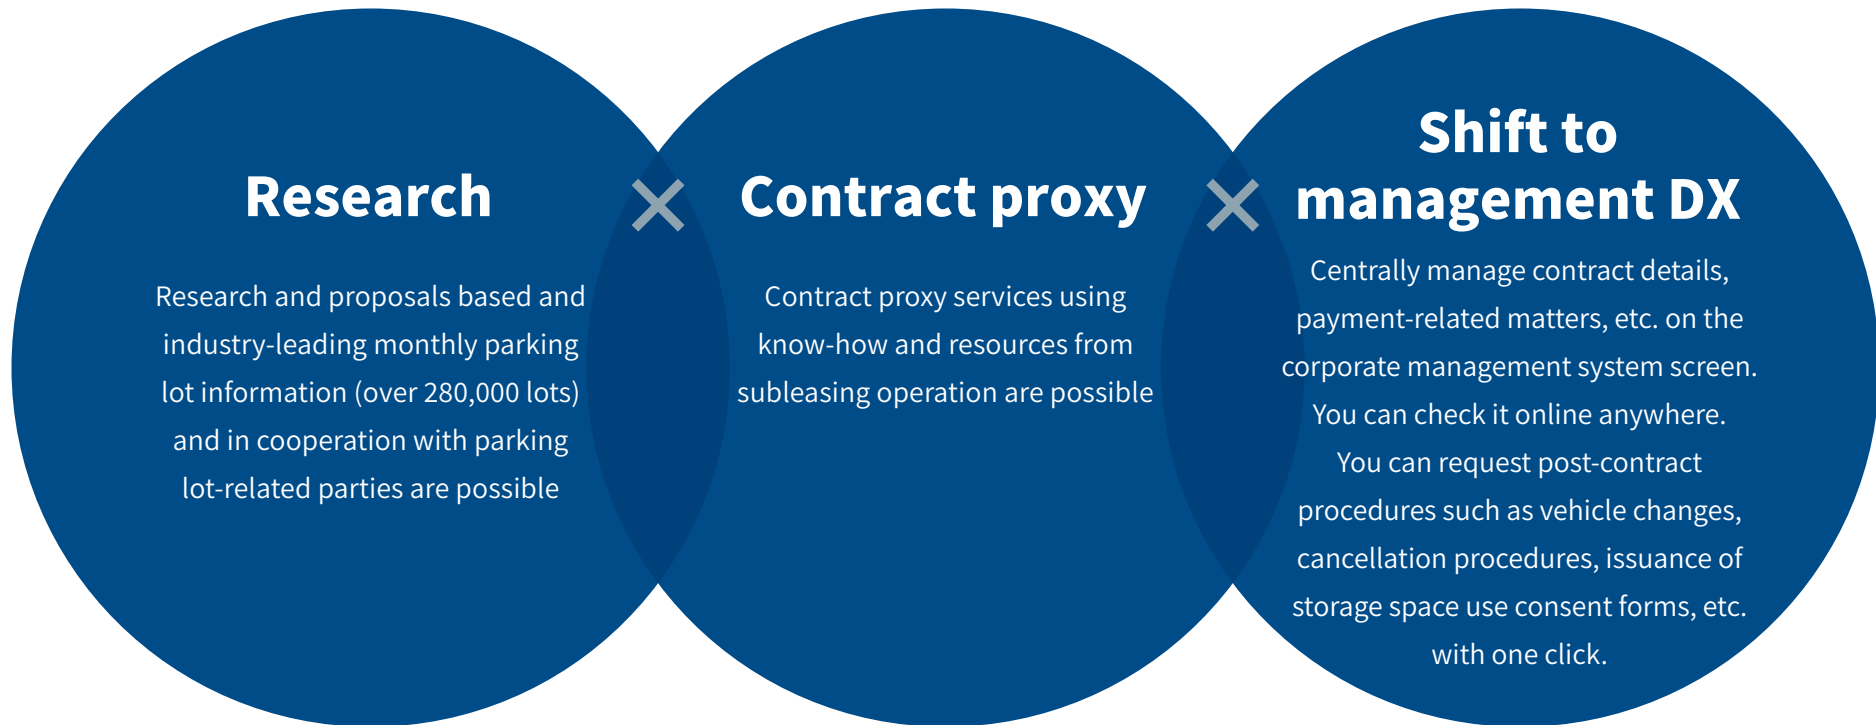 Research
Research and proposals based and
industry-leading monthly parking
lot information (over 280,000 lots)
and in cooperation with parking
lot-related parties are possible
×
Contract proxy
Contract proxy services using
know-how and resources from
subleasing operation are possible
×
Shift to
management DX
Centrally manage contract details,
payment-related matters, etc. on the
corporate management system screen.
You can check it online anywhere.
You can request post-contract
procedures such as vehicle changes,
cancellation procedures, issuance of
storage space use consent forms, etc.
with one click.